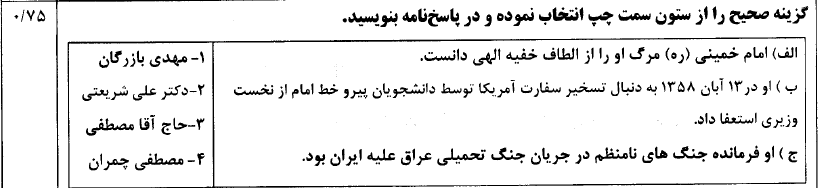 گزینه صحیح را از ستون سمت چپ انتخاب نموده و در پاسخ‌نامه بنویسید.
۰/۷۵
الف) امام خمینی (ره) مرگ او را از الطاف خفیه الهی دانست.
ب ) او در۱۳ آبان ۱۳۵۸ به دنبال تسخیر سفارت آمریکا توسط دانشجویان پیرو خط امام از نخست
وزیری استعفا داد.
ج ) او فرمانده جنگ های نامنظم در جریان جنگ تحمیلی عراق علیه ایران بود.
۱- مهدی بازرگان
۲-دکتر علی شریعتی
۳-حاج آقا مصطفی
۴- مصطفی چمران